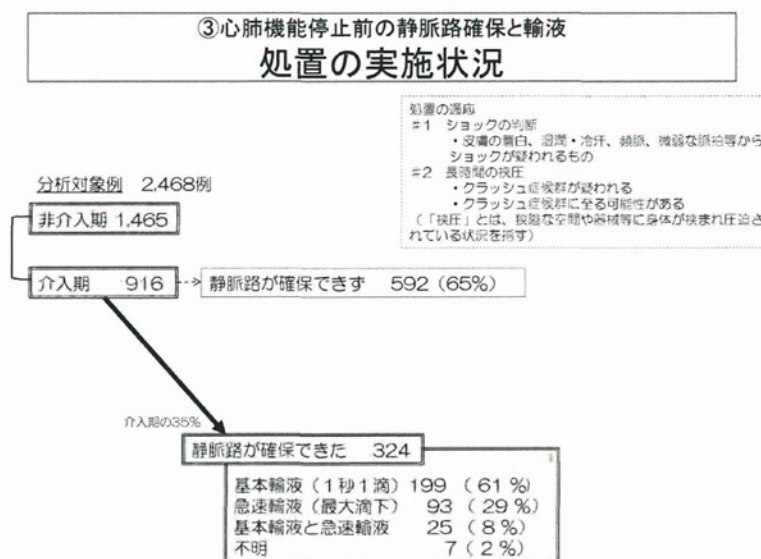 ③心肺機能停止前の静脈路確保と輸液
処置の実施状況
処置の適応
#1 ショックの判断
・皮膚の蒼白、湿潤・冷汗、頻脈、微弱な脈拍等から
ショックが疑われるもの
#2 長時間の挟圧
・クラッシュ症候群が疑われる
・クラッシュ症候群に至る可能性がある
(「挟圧」とは、狭隘な空間や器械等に身体が挟まれ圧迫さ
れている状況を指す)
分析対象例 2,468例
非介入期 1,465
介入期 916
静脈路が確保できず 592 (65%)
介入期の35%
静脈路が確保できた 324
基本輸液(1秒1滴) 199 (61 %)
急速輸液(最大滴下) 93 (29 %)
基本輸液と急速輸液 25 (8 %)
不明 7 (2 %)